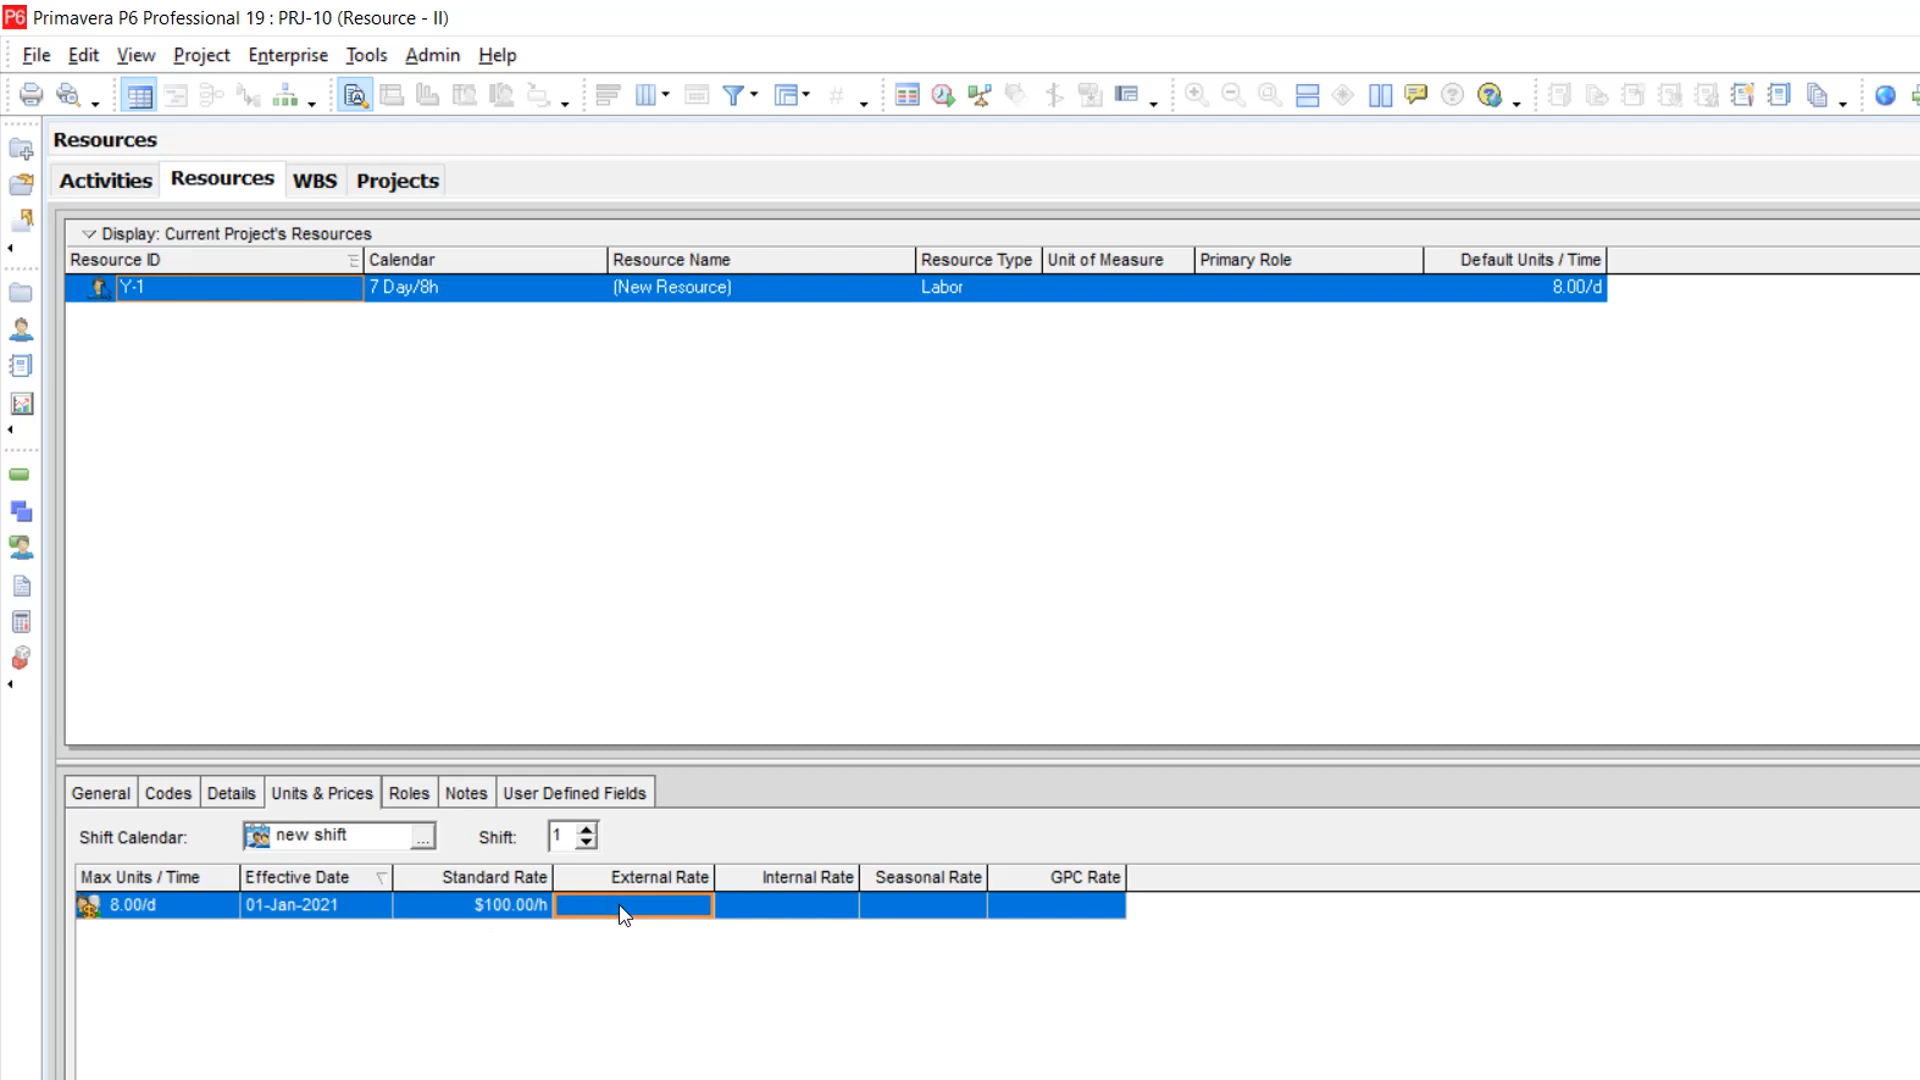 P6 Primavera P6 Professional 19 : PRJ-10 (Resource - II)
File Edit View Project Enterprise Tools Admin Help
Resources
Activities Resources WBS Projects
Display: Current Project's Resources
Resource ID Calendar Resource Name Resource Type Unit of Measure Primary Role Default Units / Time
Y-1 7 Day/8h (New Resource) Labor 8.00/d
General Codes Details Units & Prices Roles Notes User Defined Fields
Shift Calendar: new shift ... Shift: 1
Max Units / Time Effective Date Standard Rate External Rate Internal Rate Seasonal Rate GPC Rate
8.00/d 01-Jan-2021 $100.00/h